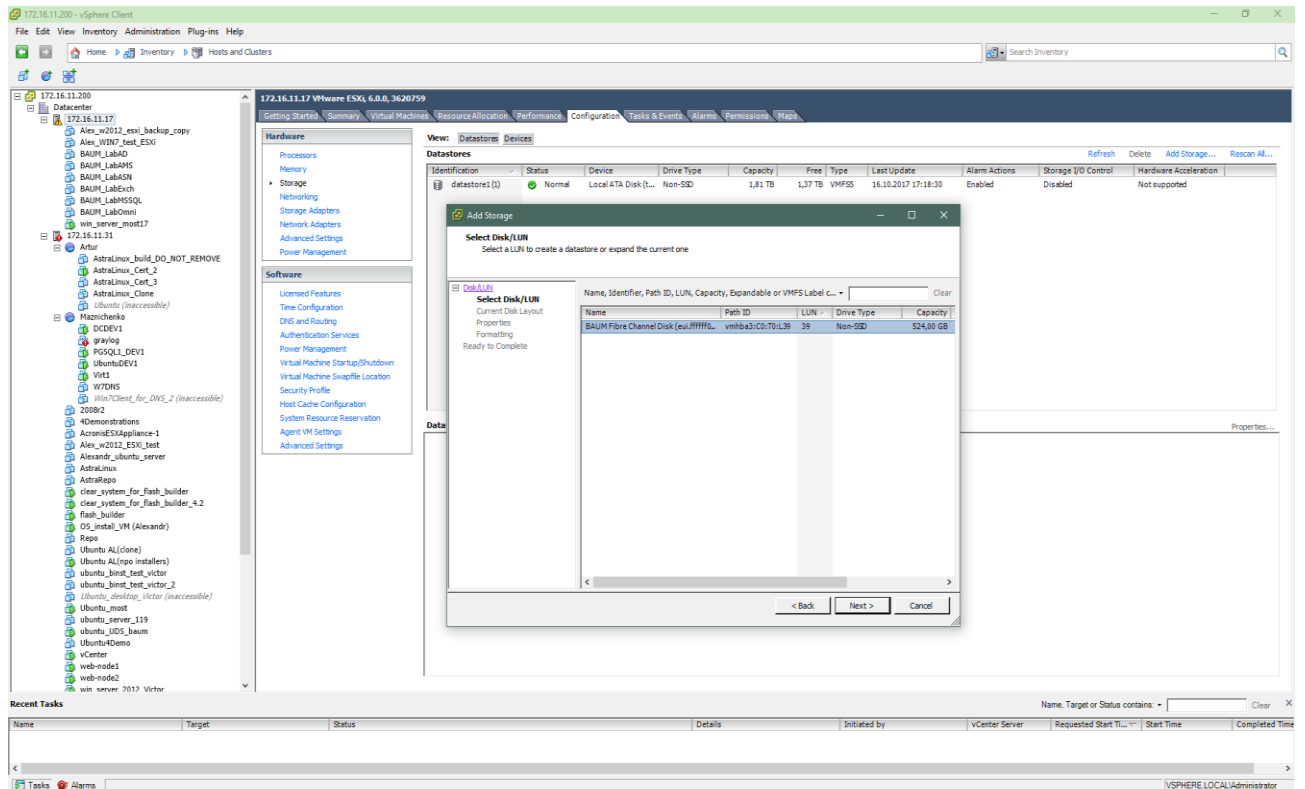 172.16.11.200 - vSphere Client
File Edit View Inventory Administration Plug-ins Help
Home Inventory Hosts and Clusters
Search Inventory
172.16.11.200
Datacenter
172.16.11.17
Alex_w2012_esxi_backup_copy
Alex_WIN7_test_ESXi
BAUM_LabAD
BAUM_LabAMS
BAUM_LabASN
BAUM_LabExch
BAUM_LabMSSQL
BAUM_LabOmni
win_server_most17
172.16.11.31
Artur
AstraLinux_build_DO_NOT_REMOVE
AstraLinux_Cert_2
AstraLinux_Cert_3
AstraLinux_Clone
Ubuntu (inaccessible)
Maznichenko
DCDEV1
graylog
PGSQL1_DEV1
UbuntuDEV1
Virt1
W7DNS
Win7Client_for_DNS_2 (inaccessible)
2008r2
4Demonstrations
AcronisESXAppliance-1
Alex_w2012_ESXI_test
Alexandr_ubuntu_server
AstraLinux
AstraRepo
clear_system_for_flash_builder
clear_system_for_flash_builder_4.2
flash_builder
OS_install_VM (Alexandr)
Repo
Ubuntu AL(clone)
Ubuntu AL(npo installers)
ubuntu_binst_test_victor
ubuntu_binst_test_victor_2
Ubuntu_desktop_Victor (inaccessible)
Ubuntu_most
ubuntu_server_119
ubuntu_UDS_baum
Ubuntu4Demo
vCenter
web-node1
web-node2
win_server_2012_Victor
172.16.11.17 VMware ESXi, 6.0.0, 3620759
Getting Started Summary Virtual Machines Resource Allocation Performance Configuration Tasks & Events Alarms Permissions Maps
Hardware
Processors
Memory
Storage
Networking
Storage Adapters
Network Adapters
Advanced Settings
Power Management
Software
Licensed Features
Time Configuration
DNS and Routing
Authentication Services
Power Management
Virtual Machine Startup/Shutdown
Virtual Machine Swapfile Location
Security Profile
Host Cache Configuration
System Resource Reservation
Agent VM Settings
Advanced Settings
View: Datastores Devices
Datastores Refresh Delete Add Storage... Rescan All...
Identification Status Device Drive Type Capacity Free Type Last Update Alarm Actions Storage I/O Control Hardware Acceleration
datastore1 (1) Normal Local ATA Disk (t... Non-SSD 1,81 TB 1,37 TB VMFS5 16.10.2017 17:18:30 Enabled Disabled Not supported
Data
Properties...
Add Storage
Select Disk/LUN
Select a LUN to create a datastore or expand the current one
Disk/LUN
Select Disk/LUN
Current Disk Layout
Properties
Formatting
Ready to Complete
Name, Identifier, Path ID, LUN, Capacity, Expandable or VMFS Label c... Clear
Name Path ID LUN Drive Type Capacity
BAUM Fibre Channel Disk (eui.ffffff0... vmhba3:C0:T0:L39 39 Non-SSD 524,00 GB
< Back Next > Cancel
Recent Tasks Name, Target or Status contains: Clear
Name Target Status Details Initiated by vCenter Server Requested Start Ti... Start Time Completed Time
Tasks Alarms VSPHERE.LOCAL\Administrator